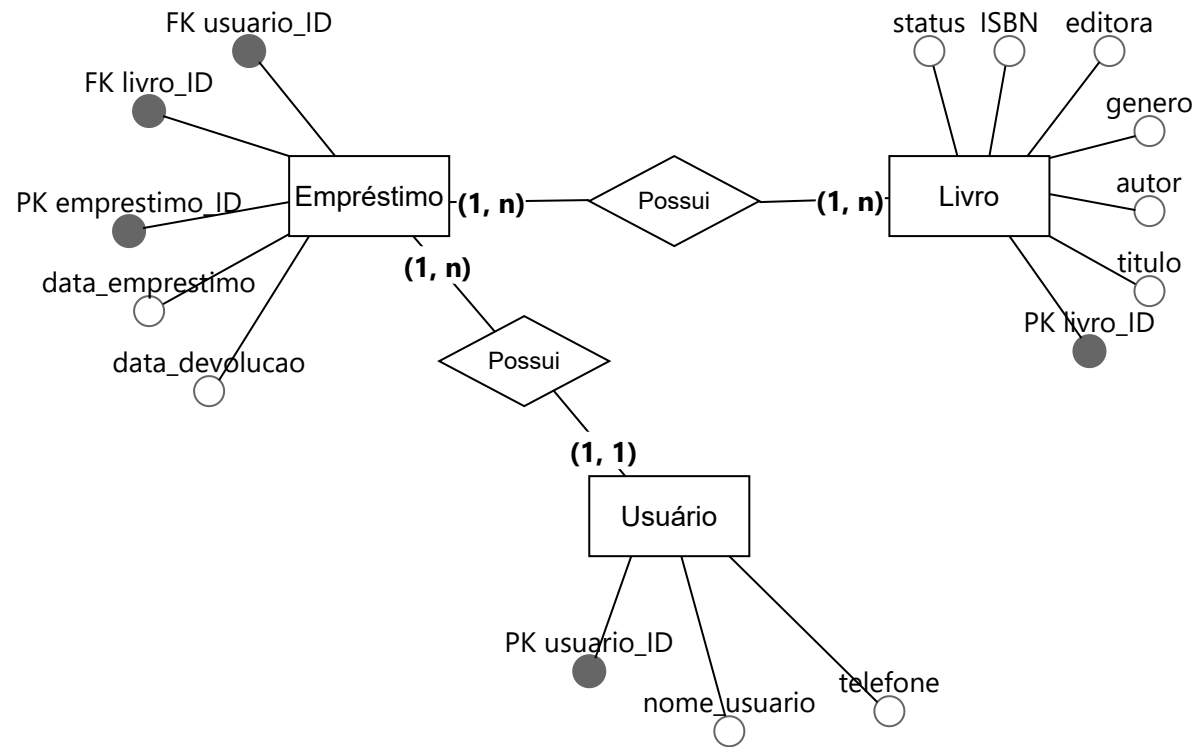 FK usuario_ID
status
ISBN
editora
FK livro_ID
genero
PK emprestimo_ID
Empréstimo
(1, n)
Possui
(1, n)
Livro
autor
data_emprestimo
(1, n)
titulo
PK livro_ID
data_devolucao
Possui
(1, 1)
Usuário
PK usuario_ID
nome_usuario
telefone